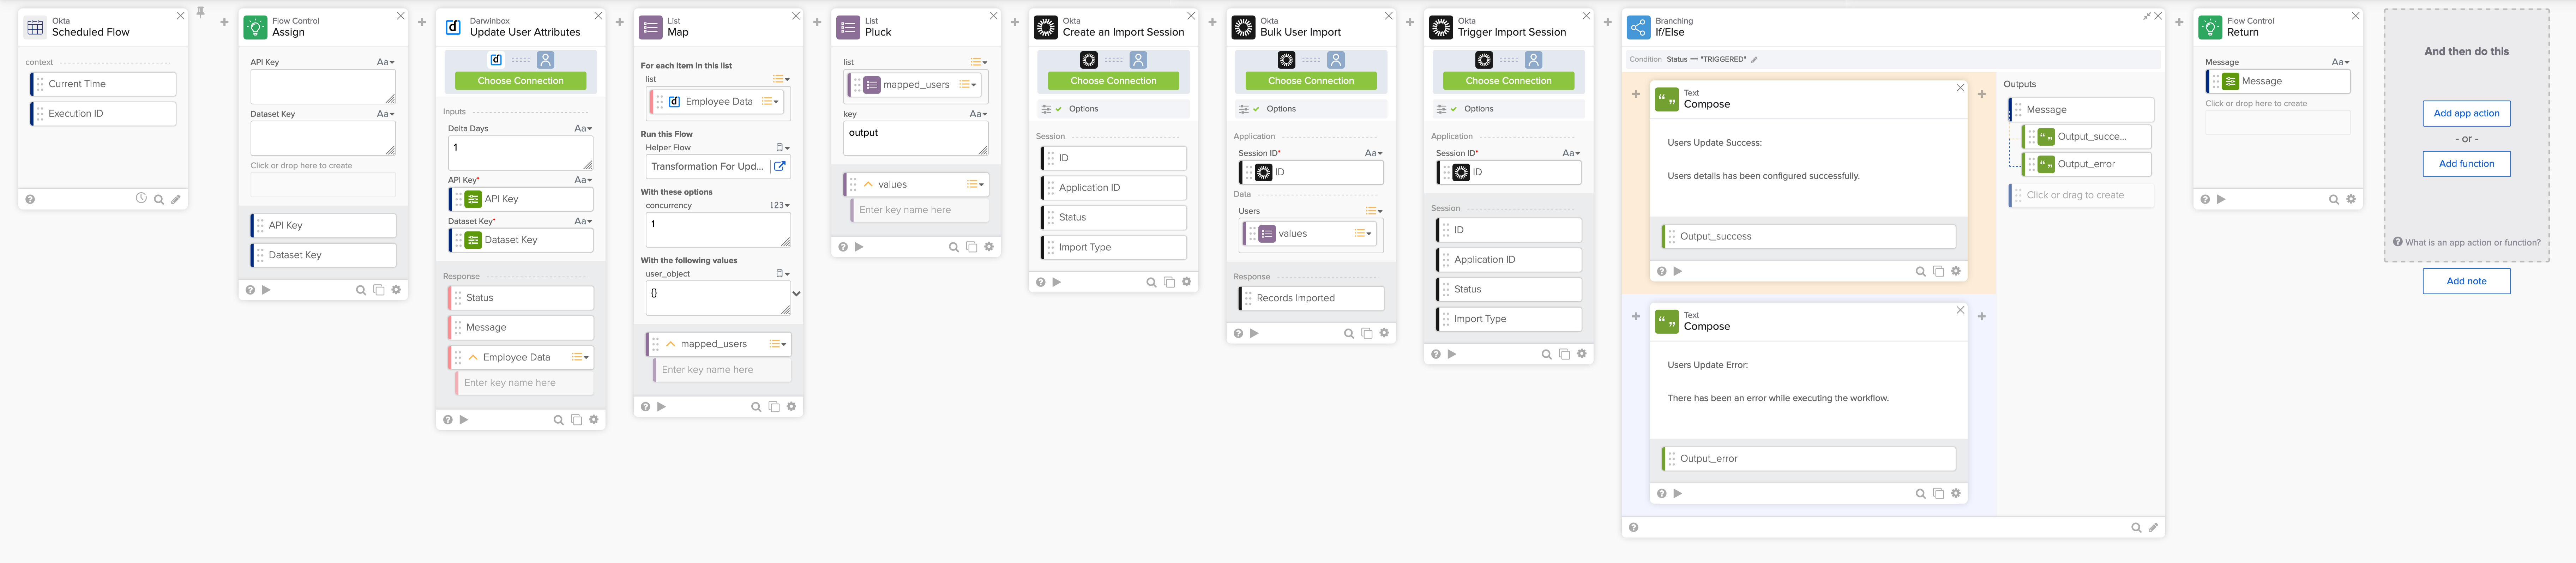 Okta
Scheduled Flow
context
Current Time
Execution ID
Flow Control
Assign
API Key
Aa
Dataset Key
Aa
Click or drop here to create
API Key
Dataset Key
Darwinbox
Update User Attributes
Choose Connection
Inputs
Delta Days
Aa
1
API Key*
Aa
API Key
Dataset Key*
Aa
Dataset Key
Response
Status
Message
Employee Data
Enter key name here
List
Map
For each item in this list
list
Employee Data
Run this Flow
Helper Flow
Transformation For Upd...
With these options
concurrency
123
1
With the following values
user_object
{}
mapped_users
Enter key name here
List
Pluck
list
mapped_users
key
Aa
output
values
Enter key name here
Okta
Create an Import Session
Choose Connection
Options
Session
ID
Application ID
Status
Import Type
Okta
Bulk User Import
Choose Connection
Options
Application
Session ID*
Aa
ID
Data
Users
values
Response
Records Imported
Okta
Trigger Import Session
Choose Connection
Options
Application
Session ID*
Aa
ID
Session
ID
Application ID
Status
Import Type
Branching
If/Else
Condition Status == "TRIGGERED"
Text
Compose
Users Update Success:
Users details has been configured successfully.
Output_success
Text
Compose
Users Update Error:
There has been an error while executing the workflow.
Output_error
Outputs
Message
Output_succe...
Output_error
Click or drag to create
Flow Control
Return
Message
Aa
Message
Click or drop here to create
And then do this
Add app action
- or -
Add function
What is an app action or function?
Add note